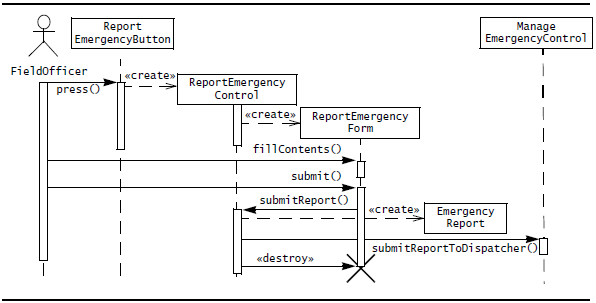 Report
EmergencyButton
Manage
EmergencyControl
FieldOfficer
press()
«create»
ReportEmergency
Control
«create»
ReportEmergency
Form
fillContents()
submit()
submitReport()
«create»
Emergency
Report
submitReportToDispatcher()
«destroy»